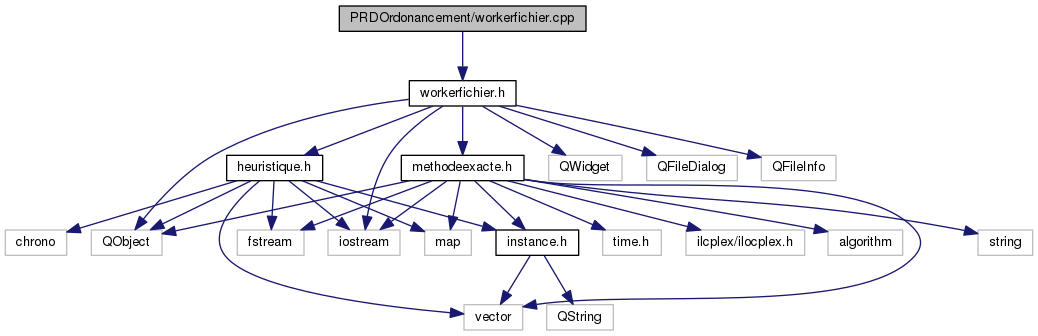 PRDOrdonancement/workerfichier.cpp
workerfichier.h
heuristique.h
methodeexacte.h
QWidget
QFileDialog
QFileInfo
chrono
QObject
fstream
iostream
map
instance.h
time.h
ilcplex/ilocplex.h
algorithm
string
vector
QString